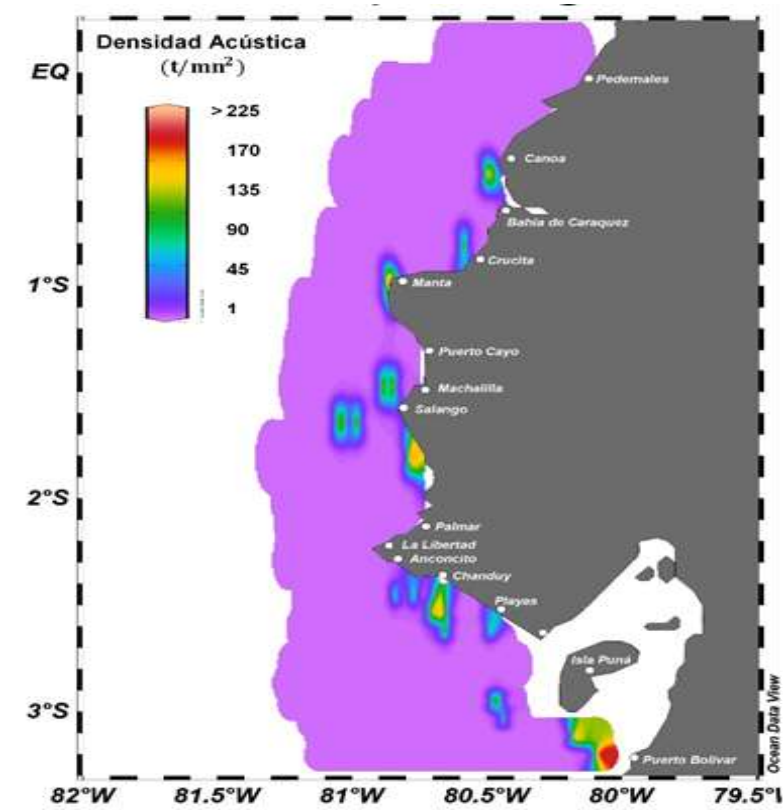 Densidad Acústica
(t/mn²)
> 225
170
135
90
45
1
EQ
1°S
2°S
3°S
Pedernales
Canoa
Bahía de Caraquez
Crucita
Manta
Puerto Cayo
Machalilla
Salango
Palmar
La Libertad
Anconcito
Chanduy
Playas
Isla Puná
Puerto Bolívar
Ocean Data View
82°W
81.5°W
81°W
80.5°W
80°W
79.5°W